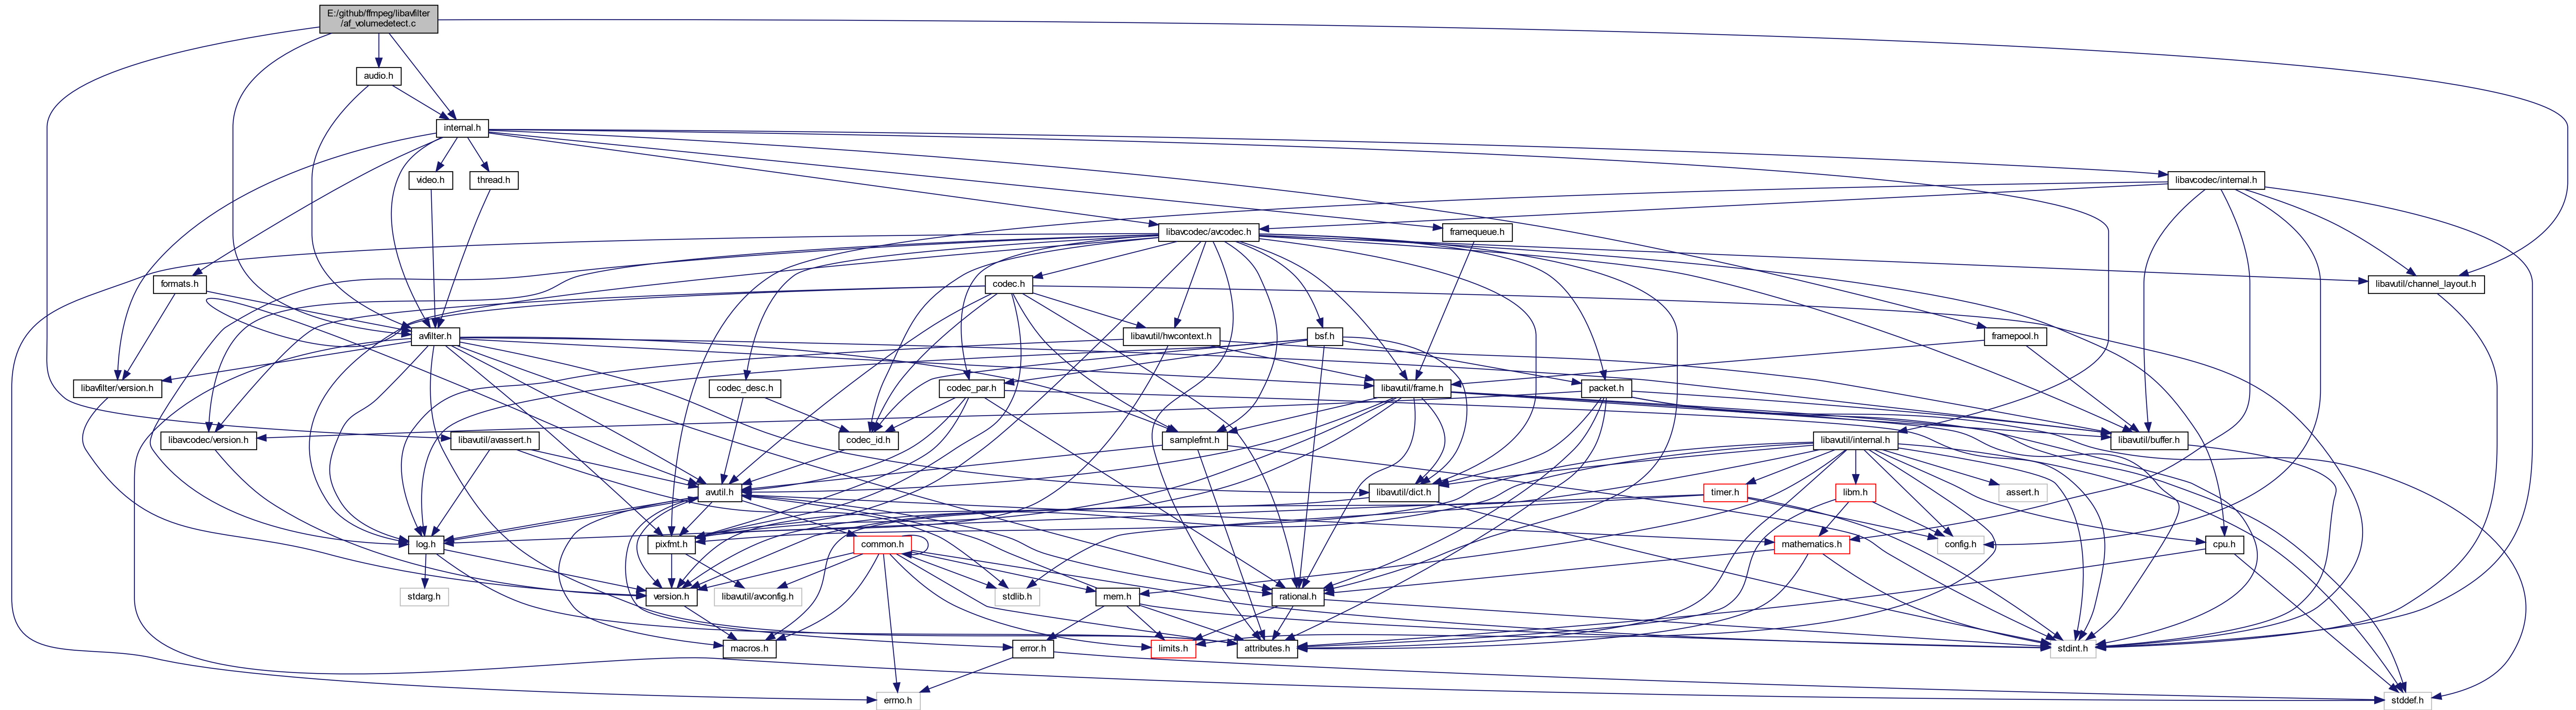 E:/github/ffmpeg/libavfilter
/af_volumedetect.c
audio.h
internal.h
video.h
thread.h
libavcodec/internal.h
libavcodec/avcodec.h
framequeue.h
formats.h
codec.h
libavutil/channel_layout.h
avfilter.h
libavutil/hwcontext.h
bsf.h
framepool.h
libavfilter/version.h
codec_desc.h
codec_par.h
libavutil/frame.h
packet.h
libavcodec/version.h
libavutil/avassert.h
codec_id.h
samplefmt.h
libavutil/internal.h
libavutil/buffer.h
avutil.h
libavutil/dict.h
timer.h
libm.h
assert.h
log.h
pixfmt.h
common.h
mathematics.h
config.h
cpu.h
stdarg.h
version.h
libavutil/avconfig.h
stdlib.h
mem.h
rational.h
macros.h
error.h
limits.h
attributes.h
stdint.h
errno.h
stddef.h